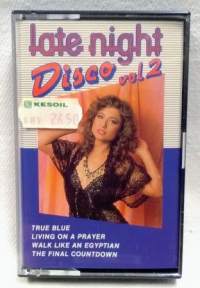 late night
Disco vol 2
KESOIL
TRUE BLUE
LIVING ON A PRAYER
WALK LIKE AN EGYPTIAN
THE FINAL COUNTDOWN